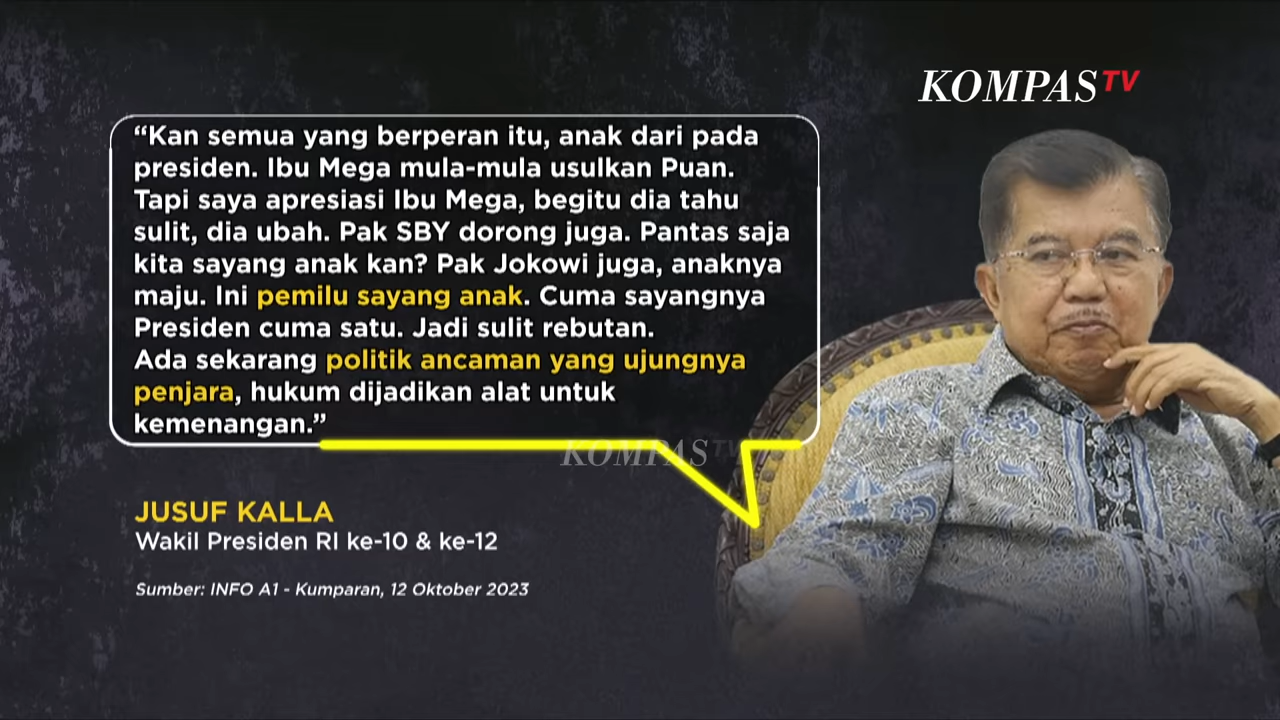 KOMPAS TV
“Kan semua yang berperan itu, anak dari pada
presiden. Ibu Mega mula-mula usulkan Puan.
Tapi saya apresiasi Ibu Mega, begitu dia tahu
sulit, dia ubah. Pak SBY dorong juga. Pantas saja
kita sayang anak kan? Pak Jokowi juga, anaknya
maju. Ini pemilu sayang anak. Cuma sayangnya
Presiden cuma satu. Jadi sulit rebutan.
Ada sekarang politik ancaman yang ujungnya
penjara, hukum dijadikan alat untuk
kemenangan.”
KOMPAS TV
JUSUF KALLA
Wakil Presiden RI ke-10 & ke-12
Sumber: INFO A1 - Kumparan, 12 Oktober 2023